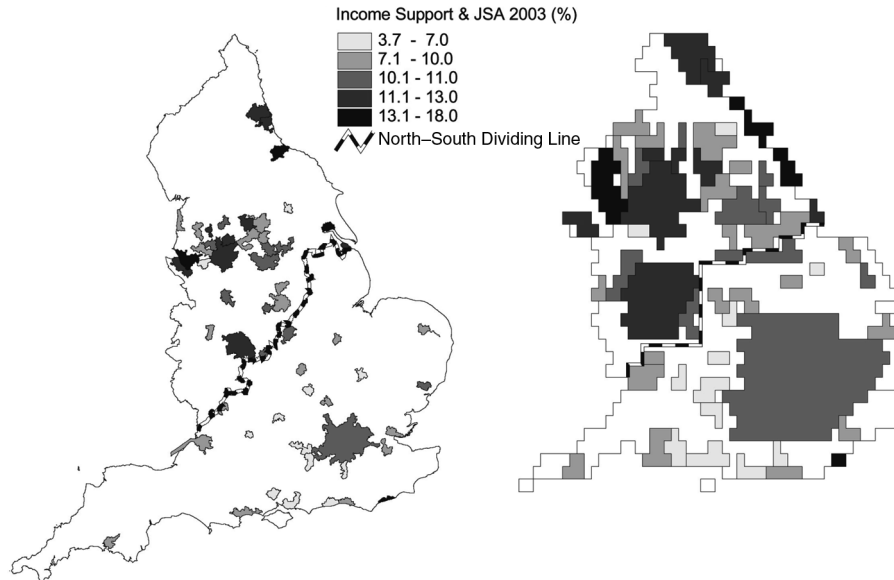 Income Support & JSA 2003 (%)
3.7 - 7.0
7.1 - 10.0
10.1 - 11.0
11.1 - 13.0
13.1 - 18.0
North–South Dividing Line